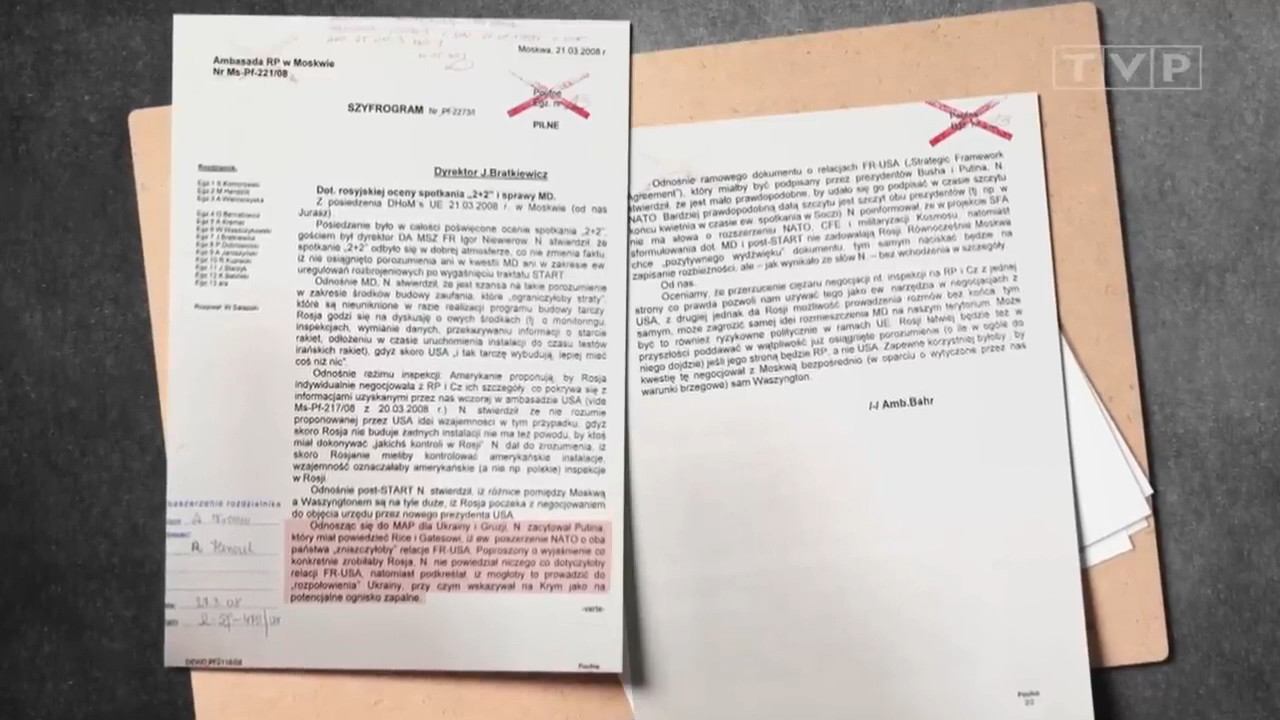 TVP
Moskwa, 21.03.2008 r
Ambasada RP w Moskwie
Nr Ms-Pf-221/08
SZYFROGRAM Nr
Poufne
Egz. nr
PILNE
Dyrektor J.Bratkiewicz
Dot. rosyjskiej oceny spotkania „2+2" i sprawy MD.
Z posiedzenia DHoM's UE 21.03.2008 r. w Moskwie (od nas
Jurasz)
Posiedzenie było w całości poświęcone ocenie spotkania „2+2",
gościem był dyrektor DA MSZ FR Igor Niewierow. N. stwierdził, że
spotkanie „2+2" odbyło się w dobrej atmosferze, co nie zmienia faktu,
iż nie osiągnięto porozumienia ani w kwestii MD ani w zakresie ew
uregulowań rozbrojeniowych po wygaśnięciu traktatu START
Odnośnie MD, N. stwierdził, że jest szansa na takie porozumienie
w zakresie środków budowy zaufania, które „ograniczyłoby straty",
które są nieuniknione w razie realizacji programu budowy tarczy
Rosja godzi się na dyskusję o owych środkach (tj. o monitoringu,
inspekcjach, wymianie danych, przekazywaniu informacji o starcie
rakiet, odłożeniu w czasie uruchomienia instalacji do czasu testów
irańskich rakiet), gdyż skoro USA „i tak tarczę wybudują, lepiej mieć
coś niż nic".
Odnośnie reżimu inspekcji: Amerykanie proponują, by Rosja
indywidualnie negocjowała z RP i Cz ich szczegóły, co pokrywa się z
informacjami uzyskanymi przez nas wczoraj w ambasadzie USA (vide
Ms-Pf-217/08 z 20.03.2008 r.) N. stwierdził że nie rozumie
proponowanej przez USA idei wzajemności w tym przypadku, gdyż
skoro Rosja nie buduje żadnych instalacji nie ma też powodu, by ktoś
miał dokonywać „jakichś kontroli w Rosji" N. dał do zrozumienia, iż
skoro Rosjanie mieliby kontrolować amerykańskie instalacje,
wzajemność oznaczałaby amerykańskie (a nie np. polskie) inspekcje
w Rosji.
Odnośnie post-START N. stwierdził, iż różnice pomiędzy Moskwą
a Waszyngtonem są na tyle duże, iż Rosja poczeka z negocjowaniem
do objęcia urzędu przez nowego prezydenta USA.
Odnosząc się do MAP dla Ukrainy i Gruzji, N. zacytował Putina,
który miał powiedzieć Rice i Gatesowi, iż ew. poszerzenie NATO o oba
państwa „zniszczyłoby" relacje FR-USA. Poproszony o wyjaśnienie co
konkretnie zrobiłaby Rosja, N. nie powiedział niczego co dotyczyłoby
relacji FR-USA, natomiast podkreślał, iż mogłoby to prowadzić do
„rozpołowienia" Ukrainy, przy czym wskazywał na Krym jako na
potencjalne ognisko zapalne.
-verte-
Poufne
Odnośnie ramowego dokumentu o relacjach FR-USA („Strategic Framework
Agreement"), który miałby być podpisany przez prezydentów Busha i Putina, N.
stwierdził, że jest mało prawdopodobne, by udało się go podpisać w czasie szczytu
NATO. Bardziej prawdopodobną datą szczytu jest szczyt obu prezydentów (tj. np w
końcu kwietnia w czasie ew. spotkania w Soczi). N. poinformował, że w projekcie SFA
nie ma słowa o rozszerzeniu NATO, CFE i militaryzacji Kosmosu, natomiast
sformułowania dot. MD i post-START nie zadowalają Rosji. Równocześnie Moskwa
chce „pozytywnego wydźwięku" dokumentu, tym samym naciskać będzie na
zapisanie rozbieżności, ale – jak wynikało ze słów N. – bez wchodzenia w szczegóły.
Od nas.
Oceniamy, że przerzucenie ciężaru negocjacji nt. inspekcji na RP i Cz z jednej
strony co prawda pozwoli nam używać tego jako ew narzędzia w negocjacjach z
USA, z drugiej jednak da Rosji możliwość prowadzenia rozmów bez końca, tym
samym, może zagrozić samej idei rozmieszczenia MD na naszym terytorium. Może
być to również ryzykowne politycznie w ramach UE. Rosji łatwiej będzie też w
przyszłości poddawać w wątpliwość już osiągnięte porozumienia (o ile w ogóle do
niego dojdzie) jeśli jego stroną będzie RP, a nie USA. Zapewne korzystniej byłoby , by
kwestię tę negocjował z Moskwą bezpośrednio (w oparciu o wytyczone przez nas
warunki brzegowe) sam Waszyngton.
/-/ Amb.Bahr
Poufne